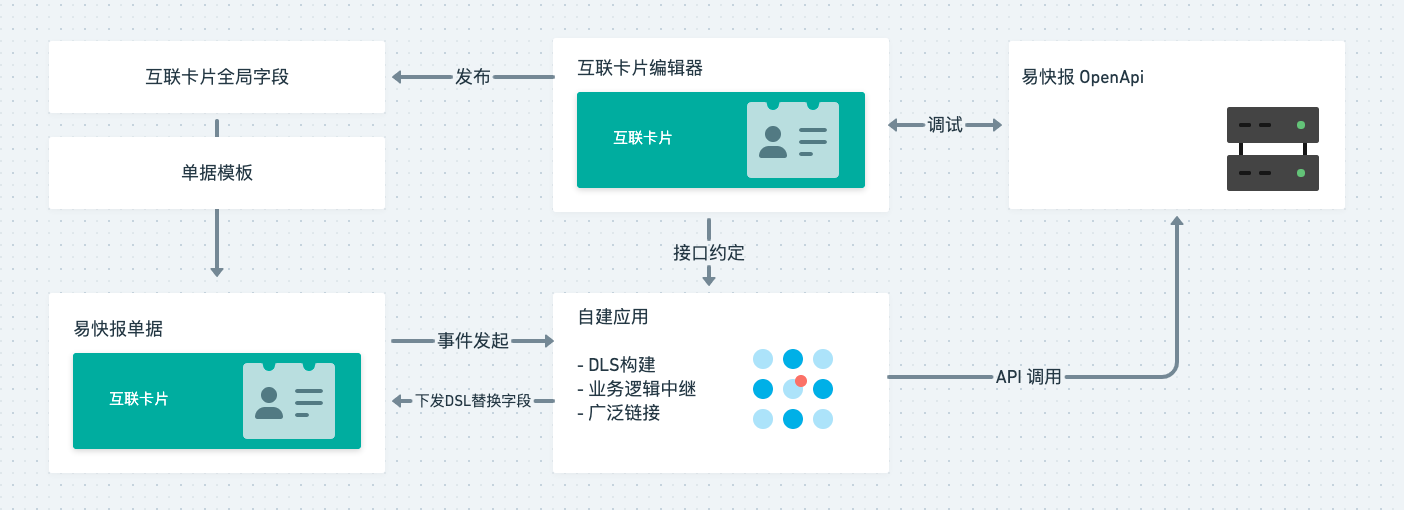 互联卡片全局字段
发布
互联卡片编辑器
互联卡片
调试
易快报 OpenApi
单据模板
接口约定
易快报单据
互联卡片
事件发起
下发DSL替换字段
自建应用
- DLS构建
- 业务逻辑中继
- 广泛链接
API 调用